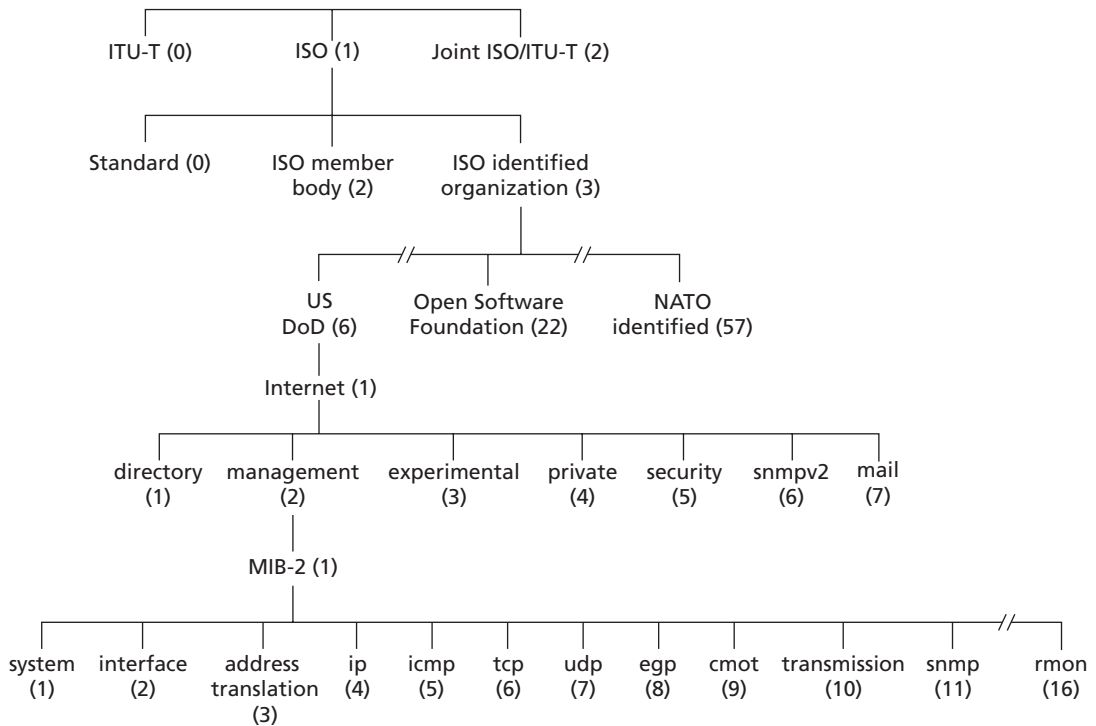 ITU-T (0) ISO (1) Joint ISO/ITU-T (2)
Standard (0) ISO member ISO identified
body (2) organization (3)
US Open Software NATO
DoD (6) Foundation (22) identified (57)
Internet (1)
directory management experimental private security snmpv2 mail
(1) (2) (3) (4) (5) (6) (7)
MIB-2 (1)
system interface address ip icmp tcp udp egp cmot transmission snmp rmon
(1) (2) translation (4) (5) (6) (7) (8) (9) (10) (11) (16)
(3)